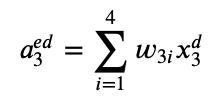 $a_3^{ed} = \sum_{i=1}^{4} w_{3i} x_3^d$